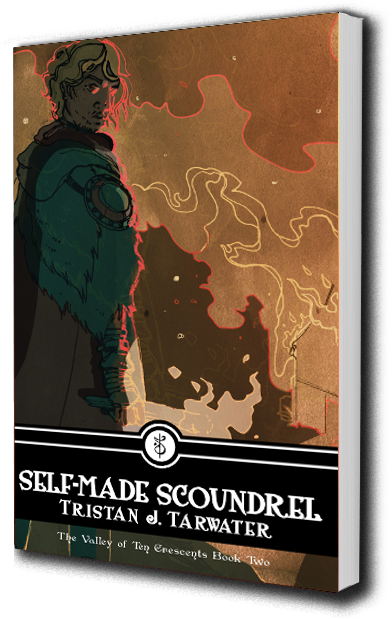 SELF-MADE SCOUNDREL
TRISTAN J. TARWATER
The Valley of Ten Crescents Book Two